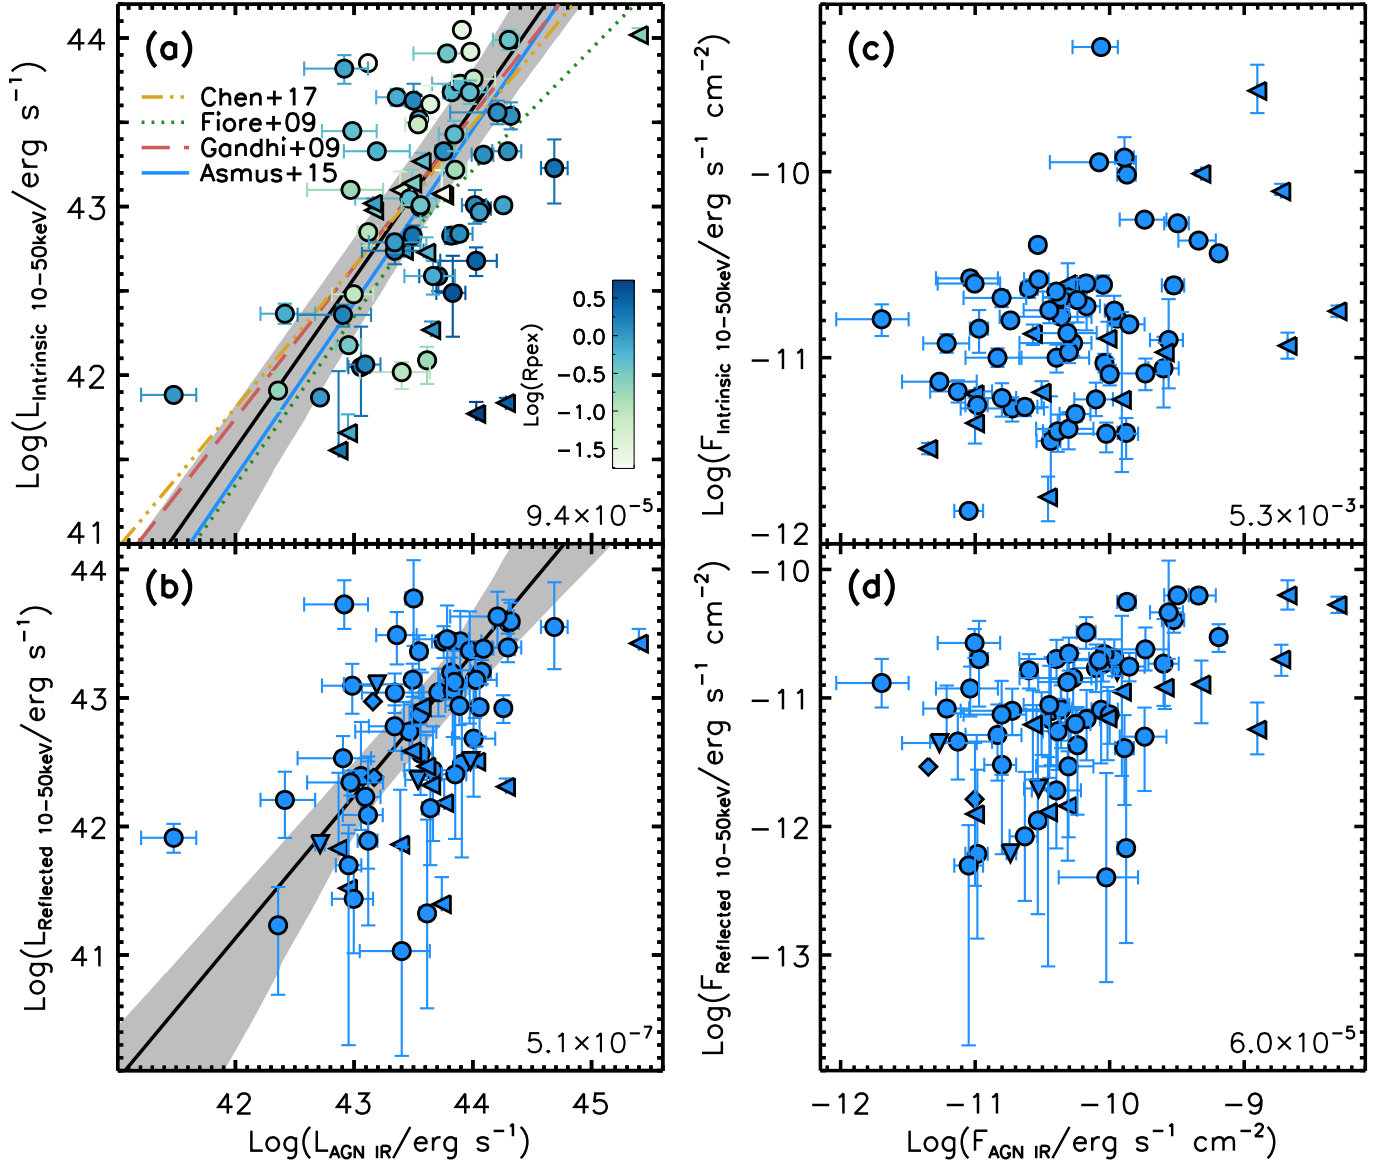 (a)
Chen+17
Fiore+09
Gandhi+09
Asmus+15
44
43
42
41
Log(L_Intrinsic 10−50keV/erg s⁻¹)
0.5
0.0
−0.5
−1.0
−1.5
Log(Rpex)
9.4×10⁻⁵
(b)
44
43
42
41
Log(L_Reflected 10−50keV/erg s⁻¹)
5.1×10⁻⁷
42 43 44 45
Log(L_AGN IR/erg s⁻¹)
(c)
−10
−11
−12
Log(F_Intrinsic 10−50keV/erg s⁻¹ cm⁻²)
5.3×10⁻³
(d)
−10
−11
−12
−13
Log(F_Reflected 10−50keV/erg s⁻¹ cm⁻²)
6.0×10⁻⁵
−12 −11 −10 −9
Log(F_AGN IR/erg s⁻¹ cm⁻²)